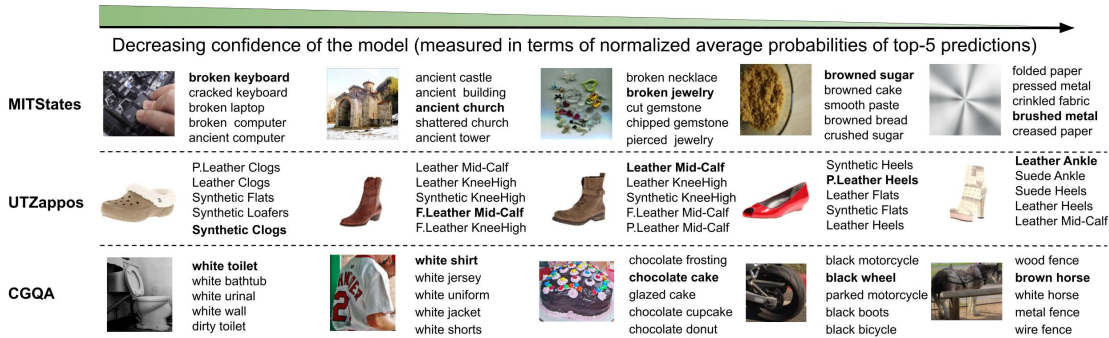 Decreasing confidence of the model (measured in terms of normalized average probabilities of top-5 predictions)
MITStates
broken keyboard
cracked keyboard
broken laptop
broken computer
ancient computer
ancient castle
ancient building
ancient church
shattered church
ancient tower
broken necklace
broken jewelry
cut gemstone
chipped gemstone
pierced jewelry
browned sugar
browned cake
smooth paste
browned bread
crushed sugar
folded paper
pressed metal
crinkled fabric
brushed metal
creased paper
UTZappos
P.Leather Clogs
Leather Clogs
Synthetic Flats
Synthetic Loafers
Synthetic Clogs
Leather Mid-Calf
Leather KneeHigh
Synthetic KneeHigh
F.Leather Mid-Calf
F.Leather KneeHigh
Leather Mid-Calf
Leather KneeHigh
Synthetic KneeHigh
F.Leather Mid-Calf
P.Leather Mid-Calf
Synthetic Heels
P.Leather Heels
Leather Flats
Synthetic Flats
Leather Heels
Leather Ankle
Suede Ankle
Suede Heels
Leather Heels
Leather Mid-Calf
CGQA
white toilet
white bathtub
white urinal
white wall
dirty toilet
white shirt
white jersey
white uniform
white jacket
white shorts
chocolate frosting
chocolate cake
glazed cake
chocolate cupcake
chocolate donut
black motorcycle
black wheel
parked motorcycle
black boots
black bicycle
wood fence
brown horse
white horse
metal fence
wire fence